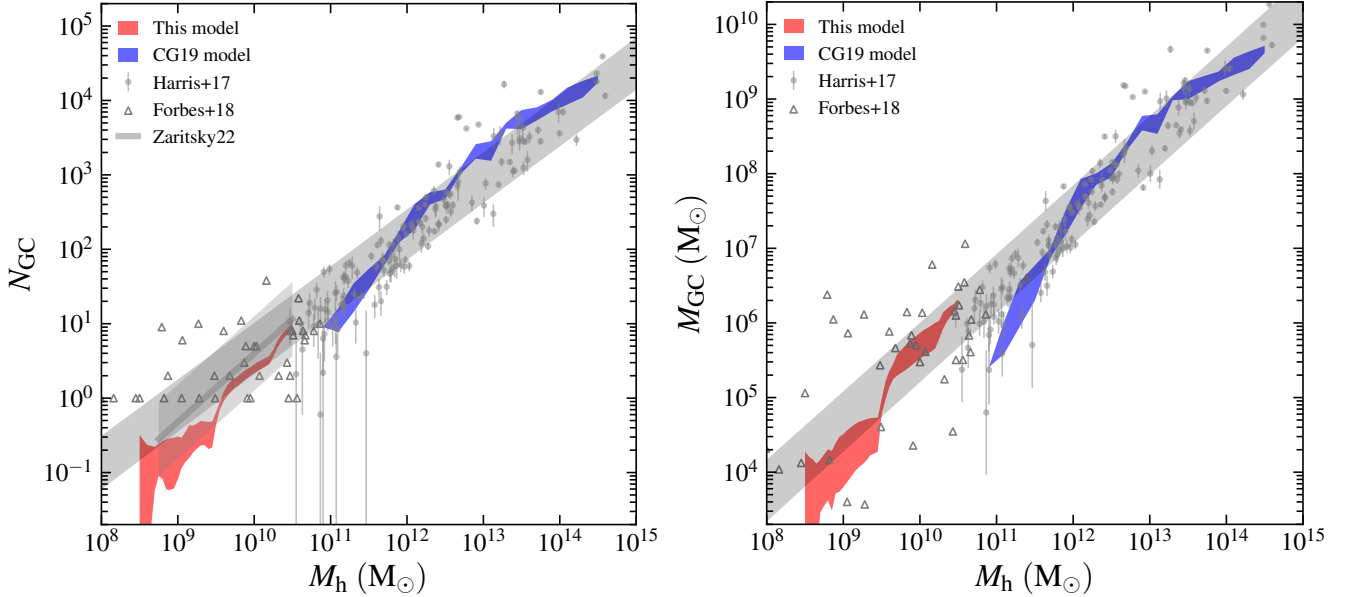 This model
CG19 model
Harris+17
Forbes+18
Zaritsky22
N_GC
10^5
10^4
10^3
10^2
10^1
10^0
10^−1
10^8 10^9 10^10 10^11 10^12 10^13 10^14 10^15
M_h (M_⊙)
This model
CG19 model
Harris+17
Forbes+18
M_GC (M_⊙)
10^10
10^9
10^8
10^7
10^6
10^5
10^4
10^8 10^9 10^10 10^11 10^12 10^13 10^14 10^15
M_h (M_⊙)